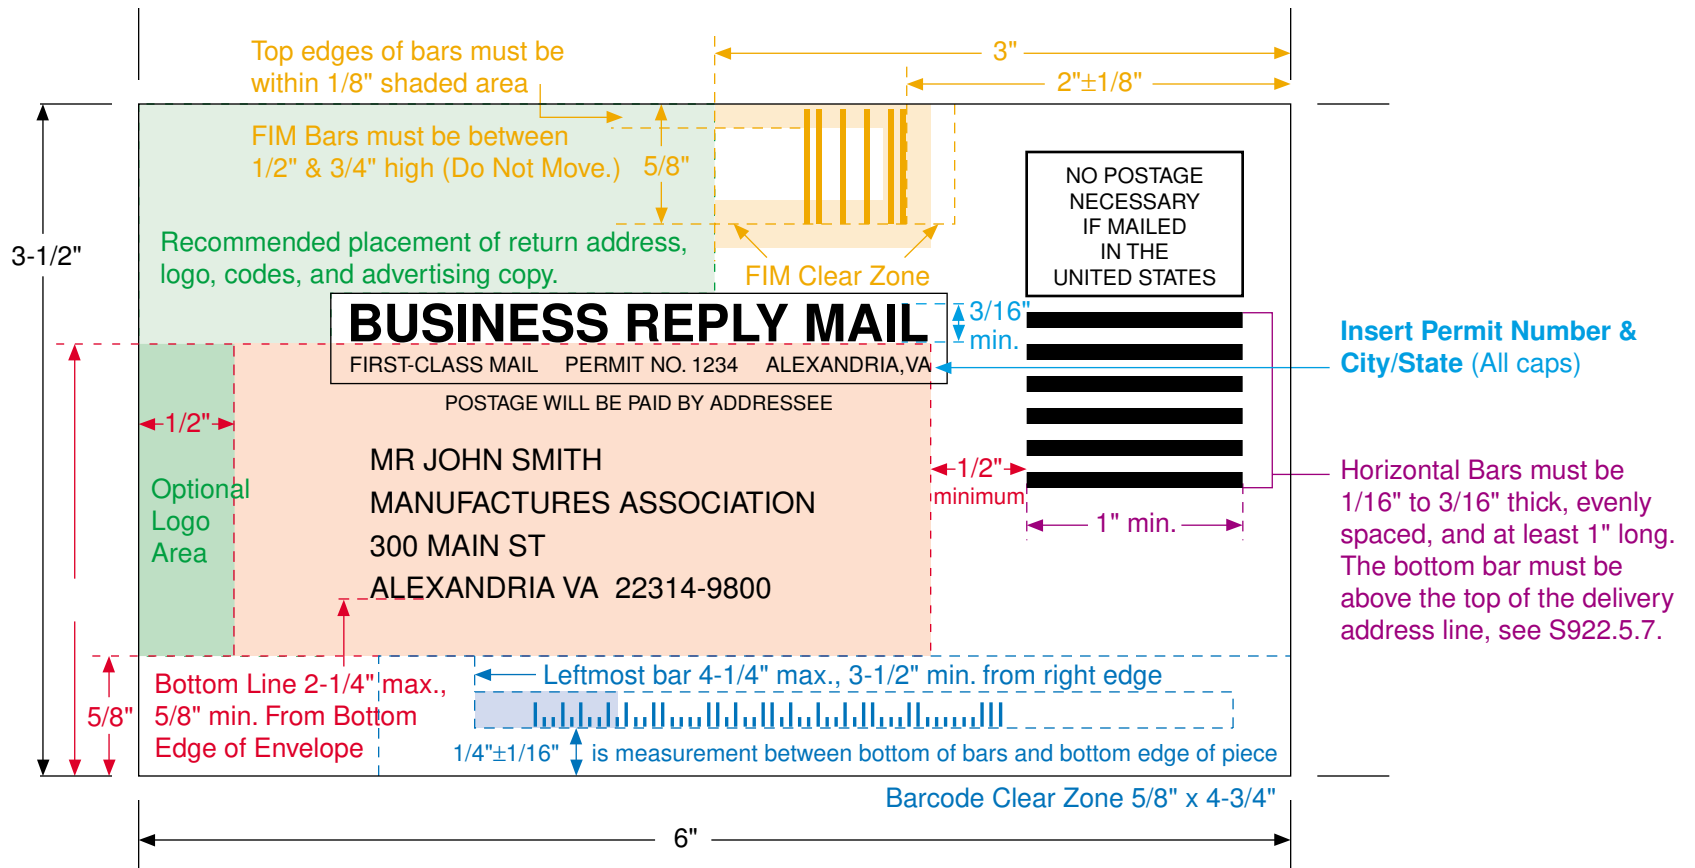 Top edges of bars must be
within 1/8" shaded area
3"
2"±1/8"
FIM Bars must be between
1/2" & 3/4" high (Do Not Move.)
5/8"
NO POSTAGE
NECESSARY
IF MAILED
IN THE
UNITED STATES
3-1/2"
Recommended placement of return address,
logo, codes, and advertising copy.
FIM Clear Zone
BUSINESS REPLY MAIL
3/16"
min.
FIRST-CLASS MAIL PERMIT NO. 1234 ALEXANDRIA,VA
Insert Permit Number &
City/State (All caps)
POSTAGE WILL BE PAID BY ADDRESSEE
1/2"
MR JOHN SMITH
MANUFACTURES ASSOCIATION
300 MAIN ST
ALEXANDRIA VA 22314-9800
1/2"
minimum
1" min.
Horizontal Bars must be
1/16" to 3/16" thick, evenly
spaced, and at least 1" long.
The bottom bar must be
above the top of the delivery
address line, see S922.5.7.
Optional
Logo
Area
5/8"
Bottom Line 2-1/4" max.,
5/8" min. From Bottom
Edge of Envelope
Leftmost bar 4-1/4" max., 3-1/2" min. from right edge
1/4"±1/16" is measurement between bottom of bars and bottom edge of piece
Barcode Clear Zone 5/8" x 4-3/4"
6"